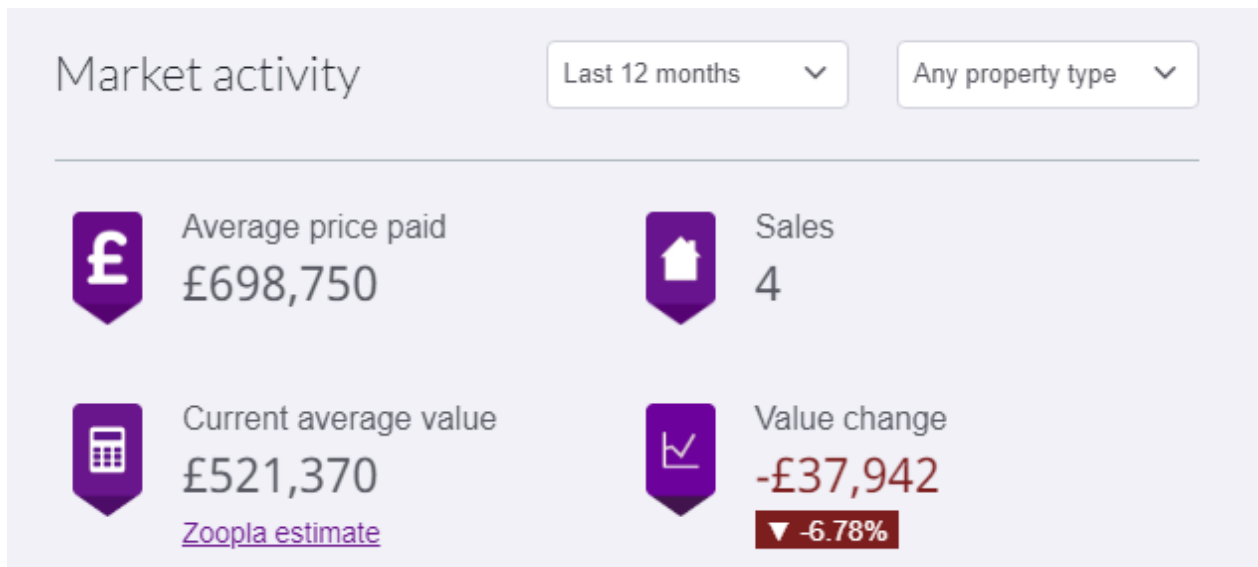 Market activity
Last 12 months
Any property type
£
Average price paid
£698,750
Sales
4
Current average value
£521,370
Zoopla estimate
Value change
-£37,942
▼ -6.78%